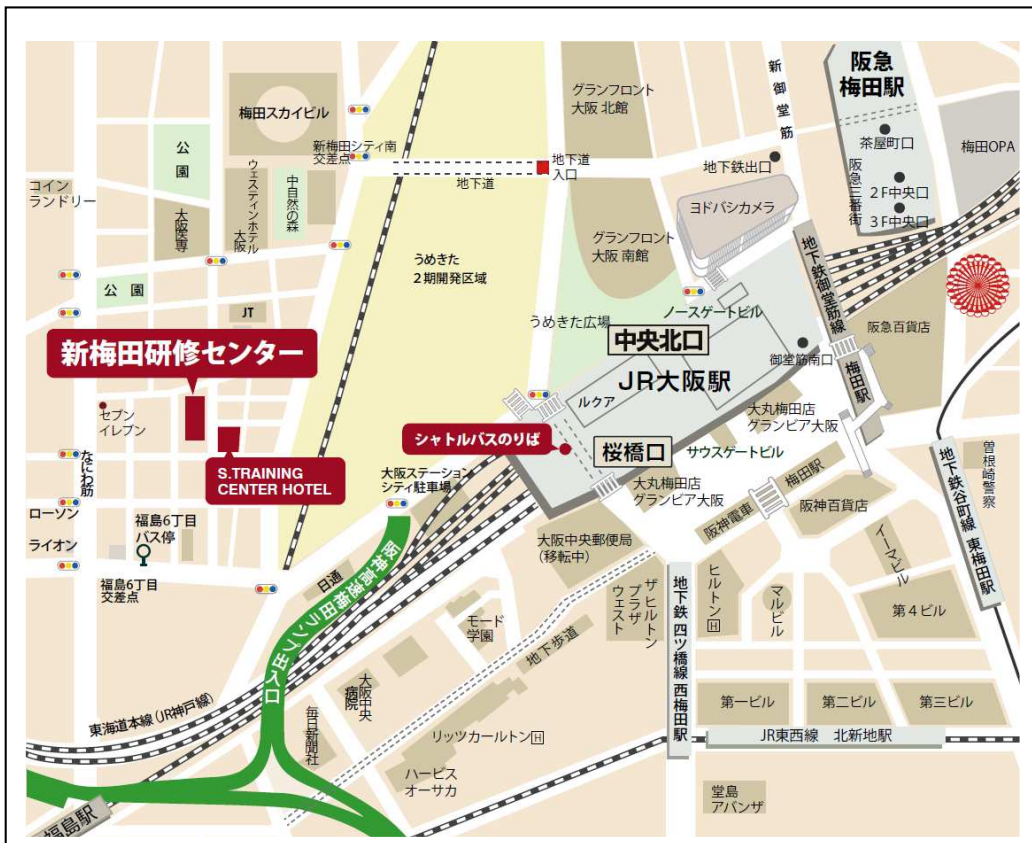 阪急
梅田駅
新御堂筋
グランフロント
大阪 北館
梅田スカイビル
新梅田シティ南
交差点
地下道
入口
地下道
地下鉄出口
茶屋町口
梅田OPA
阪急三番街
2F中央口
3F中央口
公園
コイン
ランドリー
大阪医専
ウェスティンホテル
大阪
中自然の森
ヨドバシカメラ
グランフロント
大阪 南館
うめきた
2期開発区域
公 園
JT
うめきた広場
ノースゲートビル
地下鉄御堂筋線
梅田駅
阪急百貨店
新梅田研修センター
中央北口
JR大阪駅
御堂筋南口
ルクア
セブン
イレブン
シャトルバスのりば
桜橋口
大丸梅田店
グランビア大阪
サウスゲートビル
S.TRAINING
CENTER HOTEL
なにわ筋
大阪ステーション
シティ駐車場
大丸梅田店
グランビア大阪
阪神電車
梅田駅
阪神百貨店
地下鉄谷町線 東梅田駅
曽根崎警察
ローソン
ライオン
福島6丁目
バス停
福島6丁目
交差点
日通
阪神高速梅田ランプ出入口
大阪中央郵便局
(移転中)
ザヒルトン
プラザ
ウェスト
ヒルトンH
マルビル
イーマビル
第4ビル
モード
学園
地下歩道
地下鉄 四ツ橋線 西梅田駅
大阪中央
病院
毎日新聞社
リッツカールトンH
第一ビル
第二ビル
第三ビル
JR東西線 北新地駅
東海道本線(JR神戸線)
ハービス
オーサカ
堂島
アバンザ
福島駅